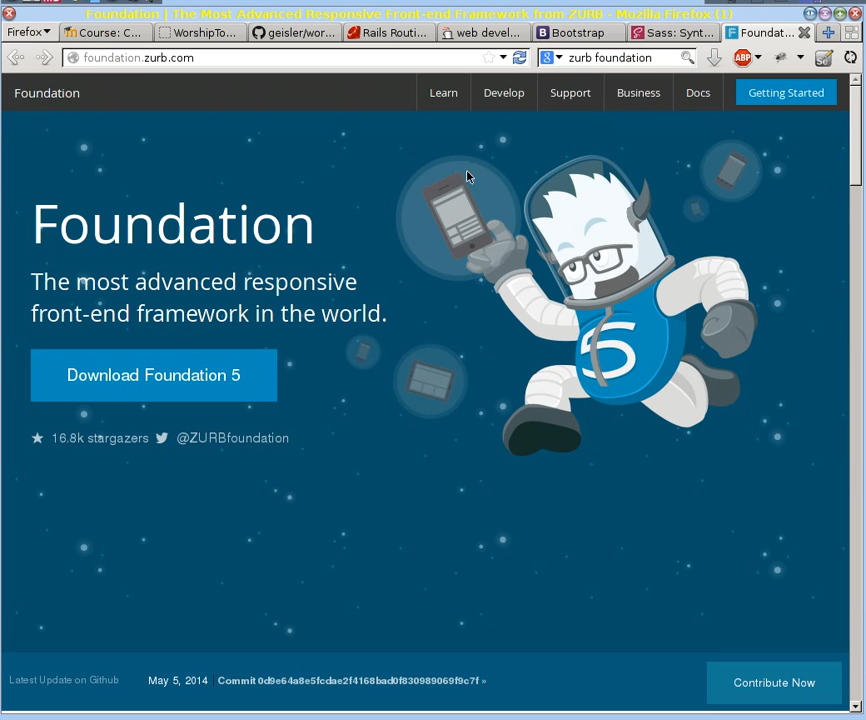 Foundation | The Most Advanced Responsive Front-end Framework from ZURB - Mozilla Firefox (1)
Firefox
Course: C...
WorshipTo...
geisler/wor...
Rails Routi...
web devel...
Bootstrap
Sass: Synt...
Foundat...
foundation.zurb.com
zurb foundation
ABP
Foundation
Learn
Develop
Support
Business
Docs
Getting Started
Foundation
The most advanced responsive
front-end framework in the world.
5
Download Foundation 5
16.8k stargazers @ZURBfoundation
Latest Update on Github
May 5, 2014
Commit 0d9e64a8e5fcdae2f4168bad0f830989069f9c7f »
Contribute Now